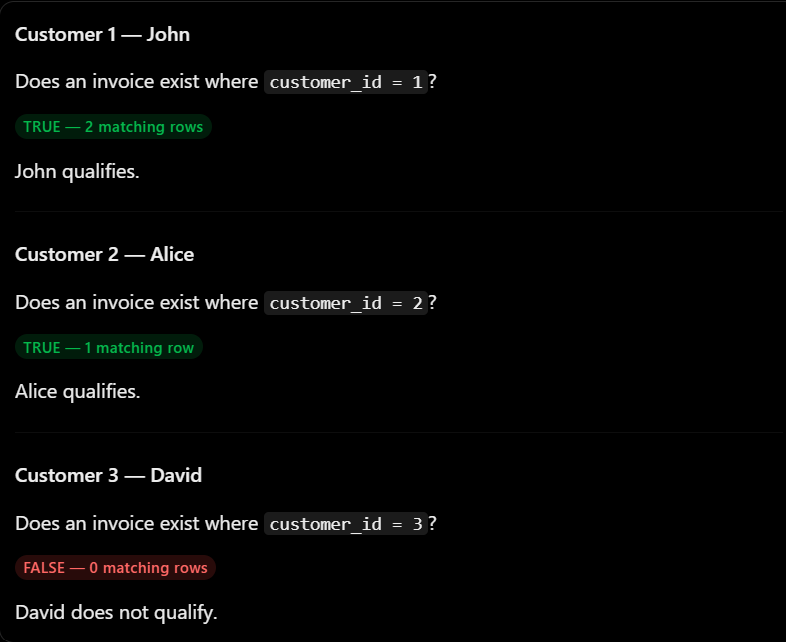 Customer 1 — John
Does an invoice exist where customer_id = 1?
TRUE — 2 matching rows
John qualifies.
Customer 2 — Alice
Does an invoice exist where customer_id = 2?
TRUE — 1 matching row
Alice qualifies.
Customer 3 — David
Does an invoice exist where customer_id = 3?
FALSE — 0 matching rows
David does not qualify.